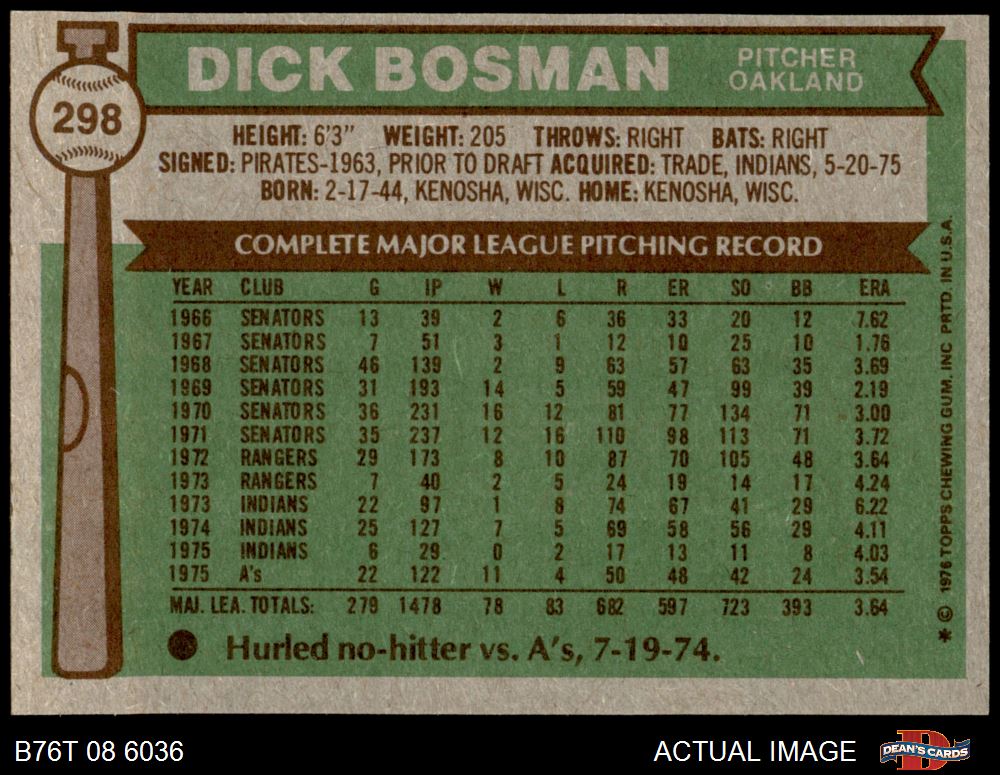 DICK BOSMAN
PITCHER
OAKLAND
298
HEIGHT: 6'3" WEIGHT: 205 THROWS: RIGHT BATS: RIGHT
SIGNED: PIRATES-1963, PRIOR TO DRAFT ACQUIRED: TRADE, INDIANS, 5-20-75
BORN: 2-17-44, KENOSHA, WISC. HOME: KENOSHA, WISC.
COMPLETE MAJOR LEAGUE PITCHING RECORD
YEAR CLUB G IP W L R ER SO BB ERA
1966 SENATORS 13 39 2 6 36 33 20 12 7.62
1967 SENATORS 7 51 3 1 12 10 25 10 1.76
1968 SENATORS 46 139 2 9 63 57 63 35 3.69
1969 SENATORS 31 193 14 5 59 47 99 39 2.19
1970 SENATORS 36 231 16 12 81 77 134 71 3.00
1971 SENATORS 35 237 12 16 110 98 113 71 3.72
1972 RANGERS 29 173 8 10 87 70 105 48 3.64
1973 RANGERS 7 40 2 5 24 19 14 17 4.24
1973 INDIANS 22 97 1 8 74 67 41 29 6.22
1974 INDIANS 25 127 7 5 69 58 56 29 4.11
1975 INDIANS 6 29 0 2 17 13 11 8 4.03
1975 A's 22 122 11 4 50 48 42 24 3.54
MAJ. LEA. TOTALS: 279 1478 78 83 682 597 723 393 3.64
Hurled no-hitter vs. A's, 7-19-74.
* © 1976 TOPPS CHEWING GUM, INC PRTD. IN U.S.A.
B76T 08 6036
ACTUAL IMAGE
D
DEAN'S CARDS